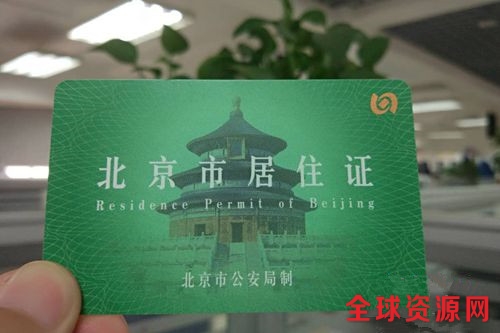 北京市居住证
Residence Permit of Beijing
北京市公安局制
全球资源网